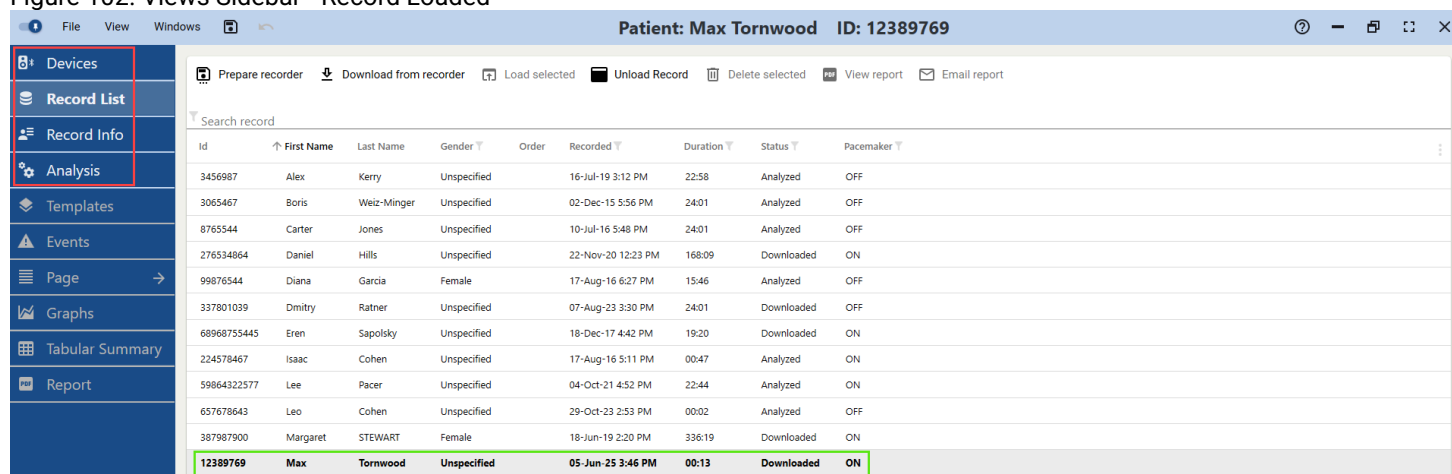 Figure 102: Views Sidebar - Record Loaded
File View Windows Patient: Max Tornwood ID: 12389769
Devices
Record List
Record Info
Analysis
Templates
Events
Page
Graphs
Tabular Summary
PDF Report
Prepare recorder Download from recorder Load selected Unload Record Delete selected PDF View report Email report
Search record
Id First Name Last Name Gender Order Recorded Duration Status Pacemaker
3456987 Alex Kerry Unspecified 16-Jul-19 3:12 PM 22:58 Analyzed OFF
3065467 Boris Weiz-Minger Unspecified 02-Dec-15 5:56 PM 24:01 Analyzed OFF
8765544 Carter Jones Unspecified 10-Jul-16 5:48 PM 24:01 Analyzed OFF
276534864 Daniel Hills Unspecified 22-Nov-20 12:23 PM 168:09 Downloaded ON
99876544 Diana Garcia Female 17-Aug-16 6:27 PM 15:46 Analyzed OFF
337801039 Dmitry Ratner Unspecified 07-Aug-23 3:30 PM 24:01 Downloaded OFF
68968755445 Eren Sapolsky Unspecified 18-Dec-17 4:42 PM 19:20 Downloaded ON
224578467 Isaac Cohen Unspecified 17-Aug-16 5:11 PM 00:47 Analyzed ON
59864322577 Lee Pacer Unspecified 04-Oct-21 4:52 PM 22:44 Analyzed ON
657678643 Leo Cohen Unspecified 29-Oct-23 2:53 PM 00:02 Analyzed OFF
387987900 Margaret STEWART Female 18-Jun-19 2:20 PM 336:19 Downloaded ON
12389769 Max Tornwood Unspecified 05-Jun-25 3:46 PM 00:13 Downloaded ON